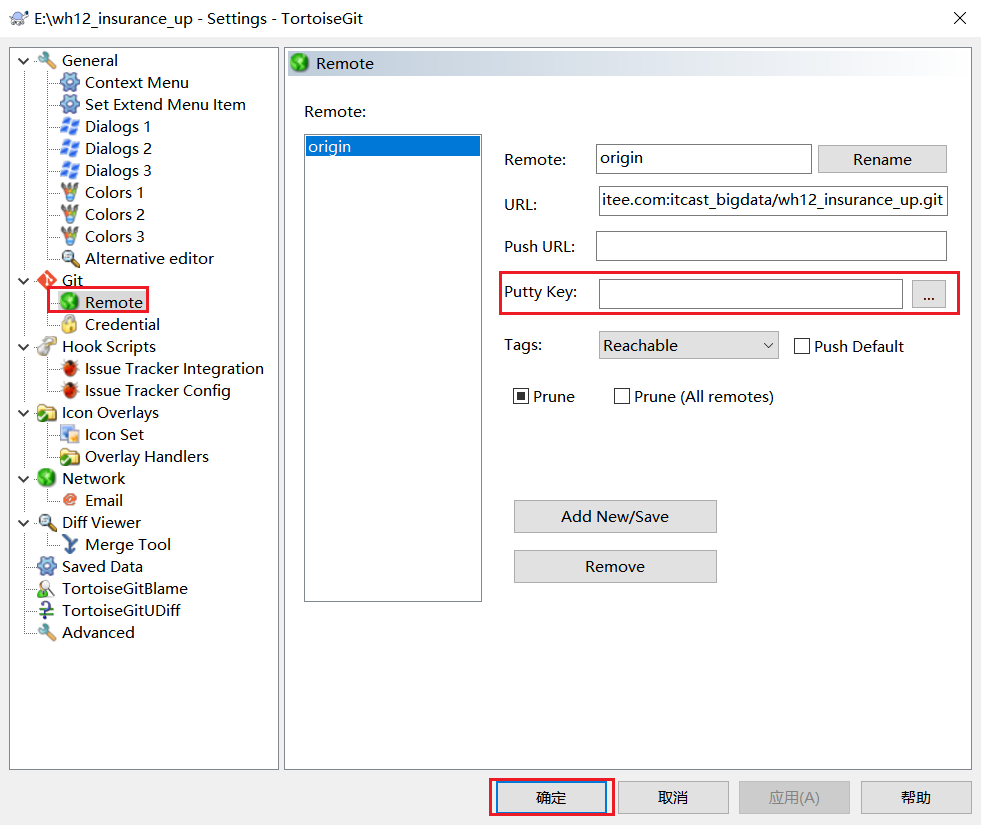 E:\wh12_insurance_up - Settings - TortoiseGit
General
Context Menu
Set Extend Menu Item
Dialogs 1
Dialogs 2
Dialogs 3
Colors 1
Colors 2
Colors 3
Alternative editor
Git
Remote
Credential
Hook Scripts
Issue Tracker Integration
Issue Tracker Config
Icon Overlays
Icon Set
Overlay Handlers
Network
Email
Diff Viewer
Merge Tool
Saved Data
TortoiseGitBlame
TortoiseGitUDiff
Advanced
Remote
Remote:
origin
Remote: origin Rename
URL: itee.com:itcast_bigdata/wh12_insurance_up.git
Push URL:
Putty Key: ...
Tags: Reachable Push Default
Prune Prune (All remotes)
Add New/Save
Remove
确定 取消 应用(A) 帮助